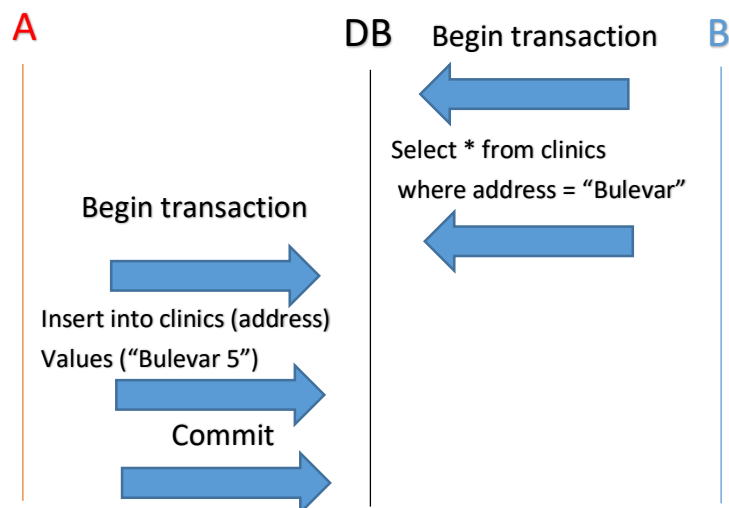 A
DB
B
Begin transaction
Select * from clinics
where address = “Bulevar”
Begin transaction
Insert into clinics (address)
Values (“Bulevar 5”)
Commit